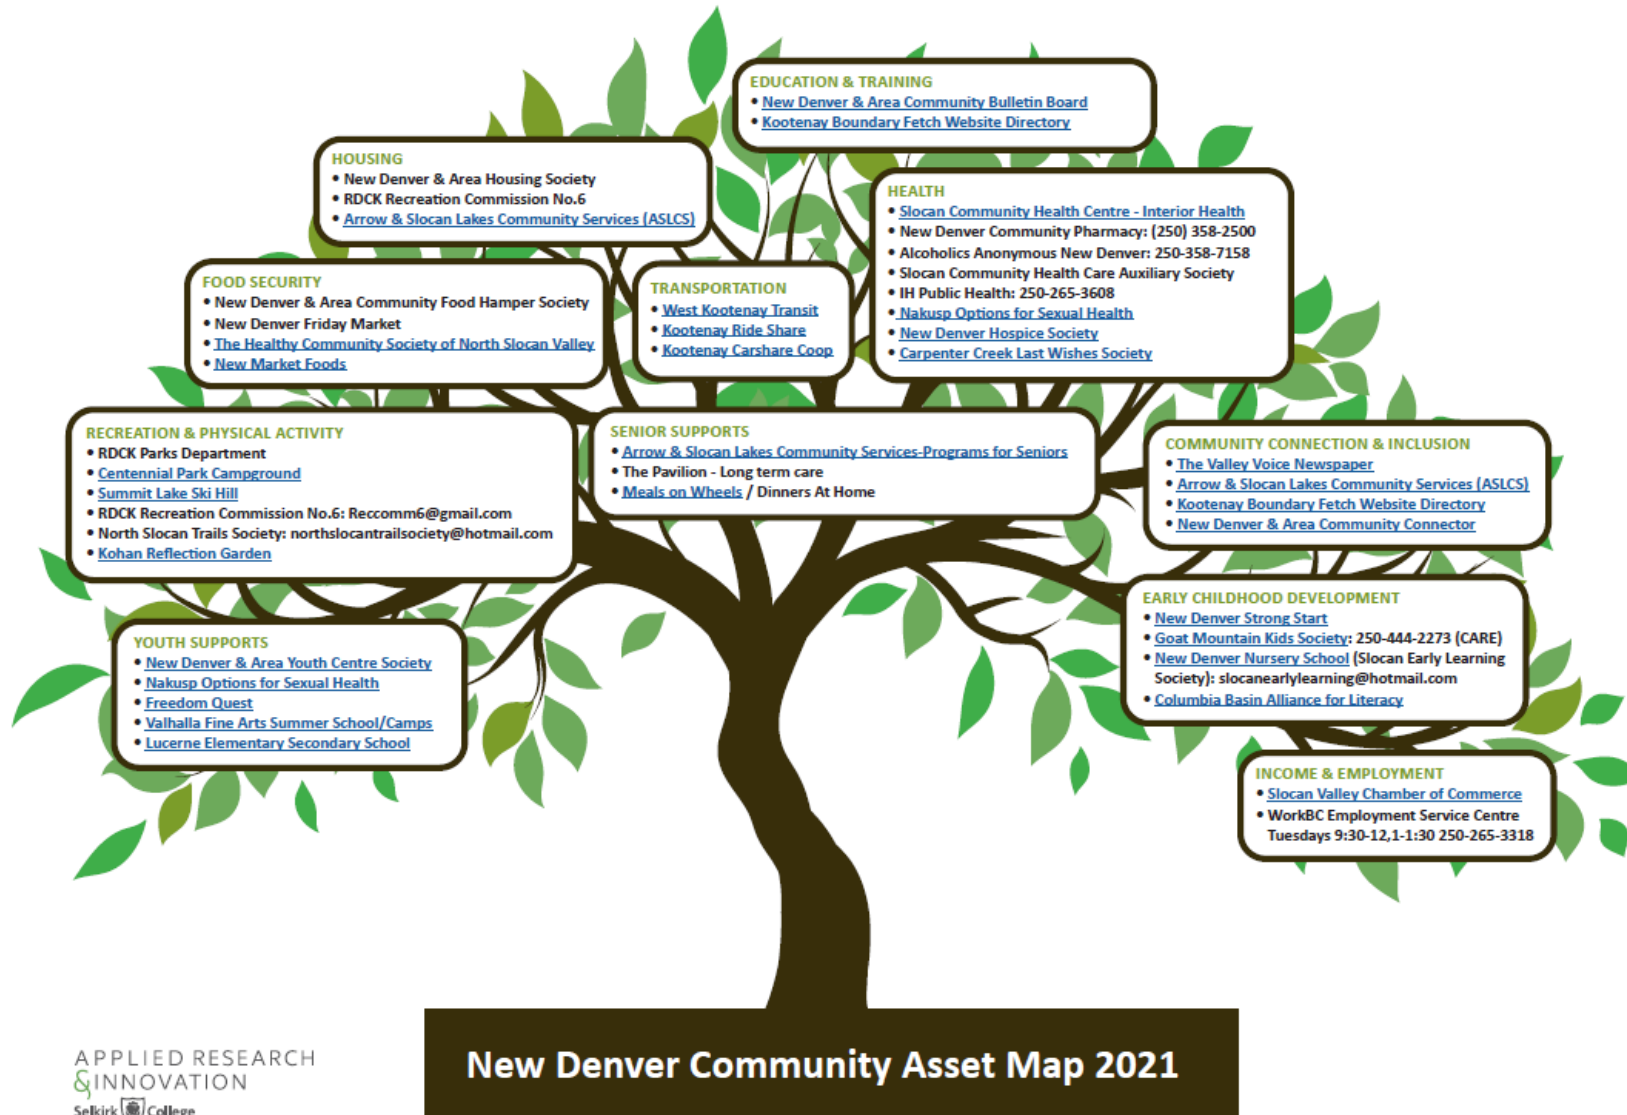 EDUCATION & TRAINING
• New Denver & Area Community Bulletin Board
• Kootenay Boundary Fetch Website Directory
HOUSING
• New Denver & Area Housing Society
• RDCK Recreation Commission No.6
• Arrow & Slocan Lakes Community Services (ASLCS)
HEALTH
• Slocan Community Health Centre - Interior Health
• New Denver Community Pharmacy: (250) 358-2500
• Alcoholics Anonymous New Denver: 250-358-7158
• Slocan Community Health Care Auxiliary Society
• IH Public Health: 250-265-3608
• Nakusp Options for Sexual Health
• New Denver Hospice Society
• Carpenter Creek Last Wishes Society
FOOD SECURITY
• New Denver & Area Community Food Hamper Society
• New Denver Friday Market
• The Healthy Community Society of North Slocan Valley
• New Market Foods
TRANSPORTATION
• West Kootenay Transit
• Kootenay Ride Share
• Kootenay Carshare Coop
RECREATION & PHYSICAL ACTIVITY
• RDCK Parks Department
• Centennial Park Campground
• Summit Lake Ski Hill
• RDCK Recreation Commission No.6: Reccomm6@gmail.com
• North Slocan Trails Society: northslocantrailsociety@hotmail.com
• Kohan Reflection Garden
SENIOR SUPPORTS
• Arrow & Slocan Lakes Community Services-Programs for Seniors
• The Pavilion - Long term care
• Meals on Wheels / Dinners At Home
COMMUNITY CONNECTION & INCLUSION
• The Valley Voice Newspaper
• Arrow & Slocan Lakes Community Services (ASLCS)
• Kootenay Boundary Fetch Website Directory
• New Denver & Area Community Connector
YOUTH SUPPORTS
• New Denver & Area Youth Centre Society
• Nakusp Options for Sexual Health
• Freedom Quest
• Valhalla Fine Arts Summer School/Camps
• Lucerne Elementary Secondary School
EARLY CHILDHOOD DEVELOPMENT
• New Denver Strong Start
• Goat Mountain Kids Society: 250-444-2273 (CARE)
• New Denver Nursery School (Slocan Early Learning
Society): slocanearlylearning@hotmail.com
• Columbia Basin Alliance for Literacy
INCOME & EMPLOYMENT
• Slocan Valley Chamber of Commerce
• WorkBC Employment Service Centre
Tuesdays 9:30-12,1-1:30 250-265-3318
New Denver Community Asset Map 2021
APPLIED RESEARCH
&INNOVATION
Selkirk College